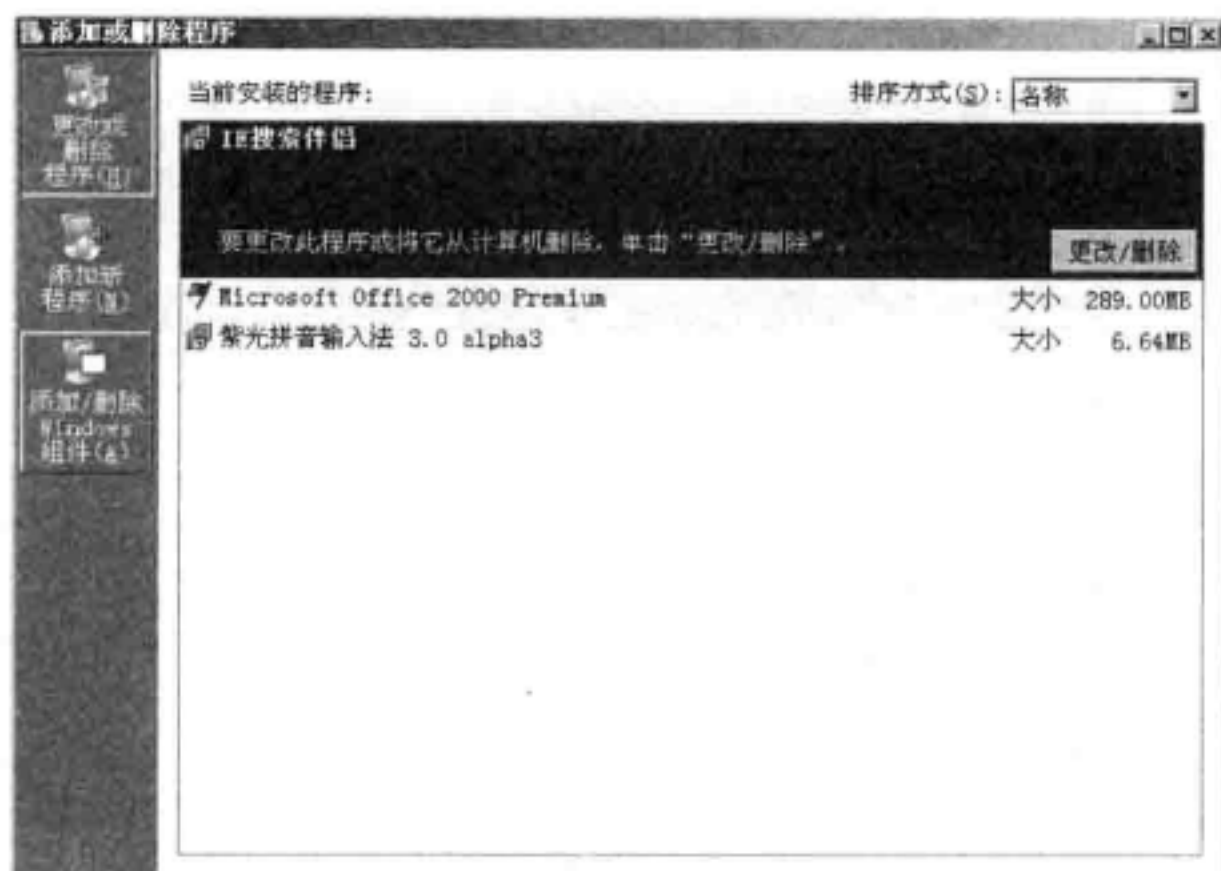 添加或删除程序
更改或
删除
程序(H)
添加新
程序(N)
添加/删除
Windows
组件(A)
当前安装的程序:
排序方式(S): 名称
IE搜索伴侣
要更改此程序或将它从计算机删除，单击“更改/删除”。
更改/删除
Microsoft Office 2000 Premium 大小 289.00MB
紫光拼音输入法 3.0 alpha3 大小 6.64MB